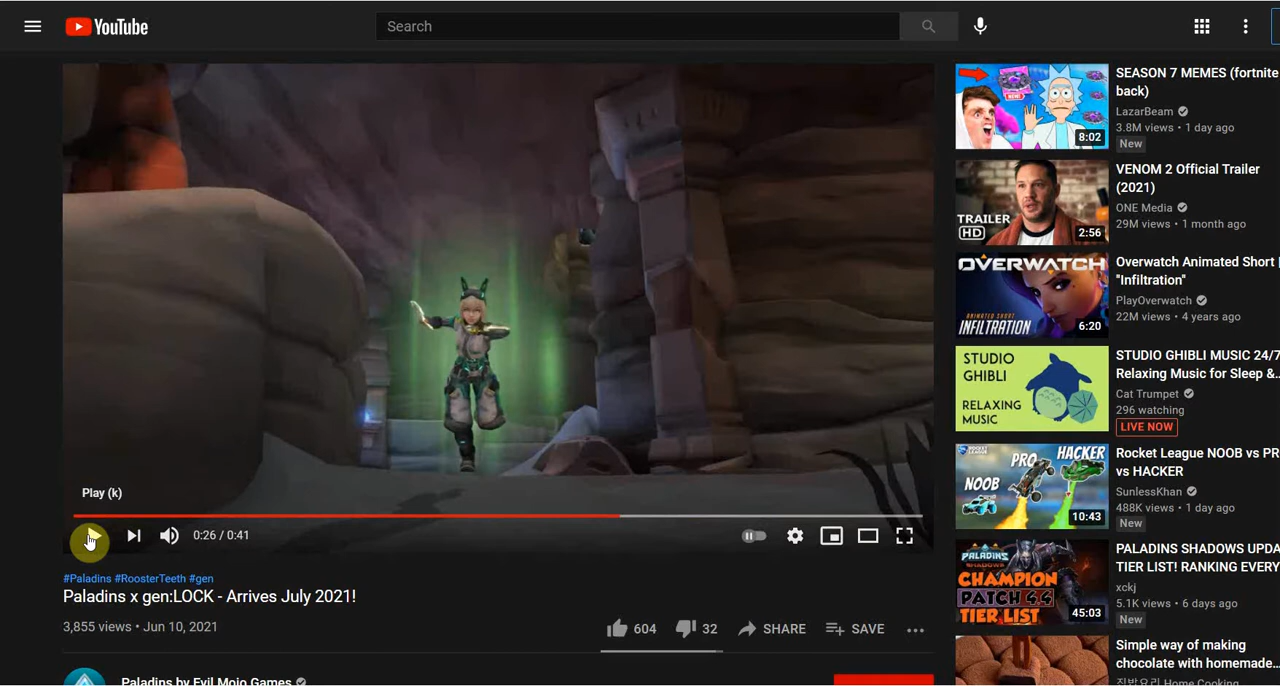 YouTube
Search
Play (k)
0:26 / 0:41
#Paladins #RoosterTeeth #gen
Paladins x gen:LOCK - Arrives July 2021!
3,855 views • Jun 10, 2021
604
32
SHARE
SAVE
Paladins by Evil Mojo Games
NEW!
8:02
SEASON 7 MEMES (fortnite
back)
LazarBeam
3.8M views • 1 day ago
New
TRAILER
HD
2:56
VENOM 2 Official Trailer
(2021)
ONE Media
29M views • 1 month ago
OVERWATCH
ANIMATED SHORT
INFILTRATION
6:20
Overwatch Animated Short |
"Infiltration"
PlayOverwatch
22M views • 4 years ago
STUDIO
GHIBLI
RELAXING
MUSIC
STUDIO GHIBLI MUSIC 24/7
Relaxing Music for Sleep &...
Cat Trumpet
296 watching
LIVE NOW
PRO
HACKER
NOOB
10:43
Rocket League NOOB vs PR
vs HACKER
SunlessKhan
488K views • 1 day ago
New
PALADINS
SHADOWS
CHAMPION
PATCH 4.4
TIER LIST
45:03
PALADINS SHADOWS UPDA
TIER LIST! RANKING EVERY
xckj
5.1K views • 6 days ago
New
Simple way of making
chocolate with homemade...